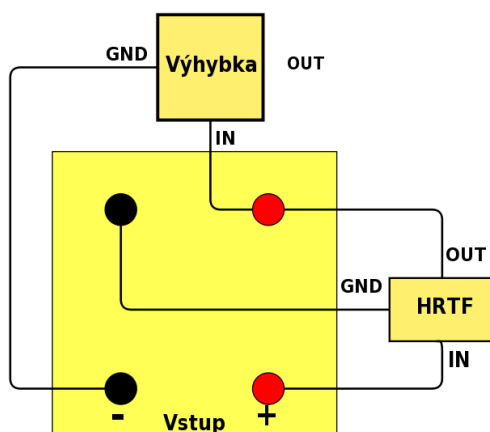 GND
Výhybka
OUT
IN
OUT
GND
HRTF
IN
- Vstup +